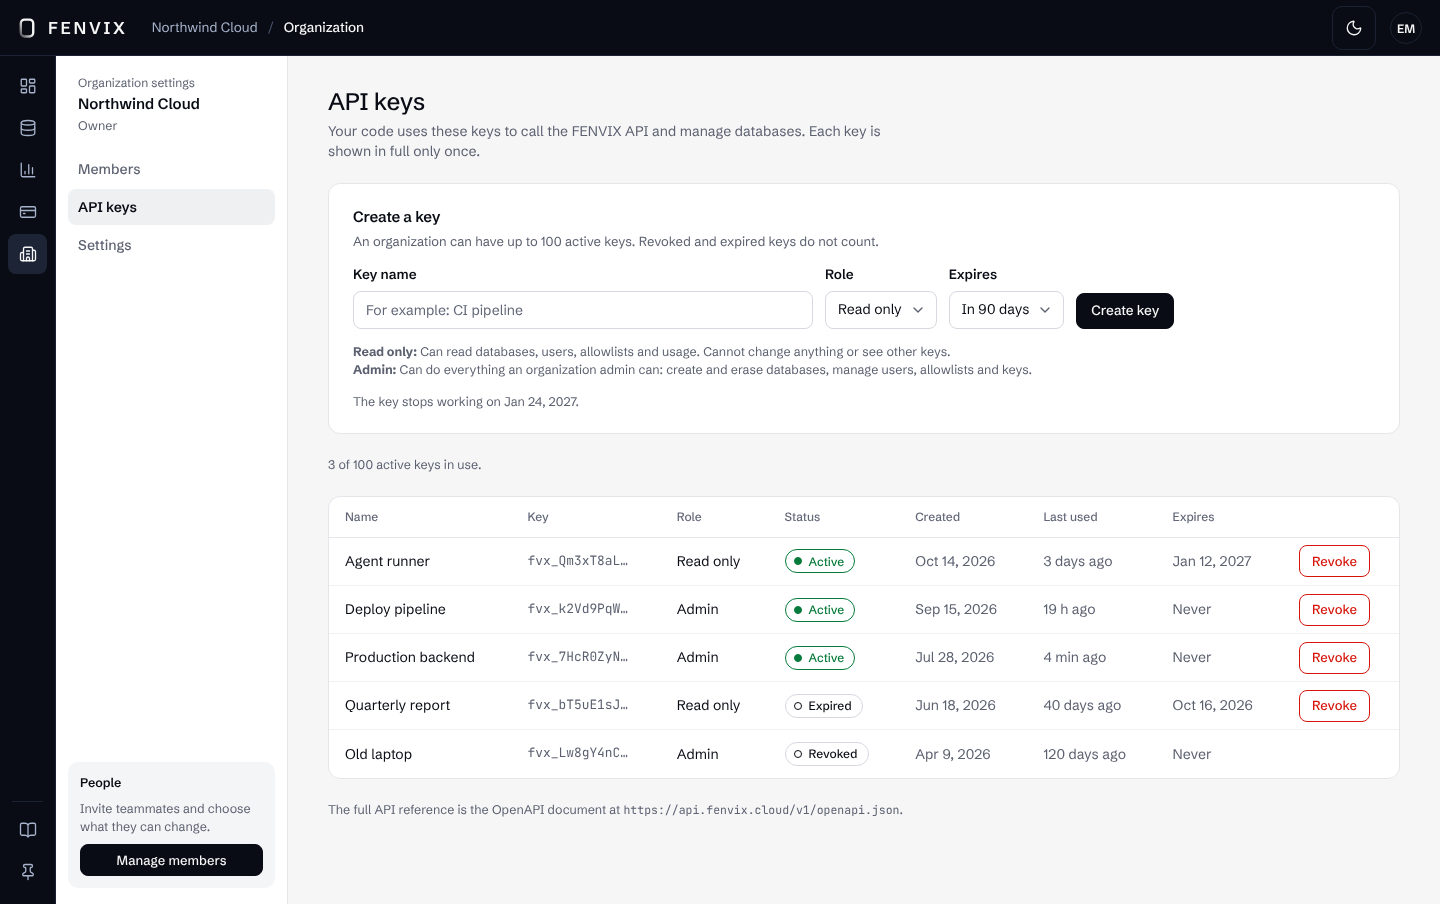 FENVIX
Northwind Cloud / Organization
EM
Organization settings
Northwind Cloud
Owner
Members
API keys
Settings
People
Invite teammates and choose
what they can change.
Manage members
API keys
Your code uses these keys to call the FENVIX API and manage databases. Each key is
shown in full only once.
Create a key
An organization can have up to 100 active keys. Revoked and expired keys do not count.
Key name Role Expires
For example: CI pipeline Read only In 90 days Create key
Read only: Can read databases, users, allowlists and usage. Cannot change anything or see other keys.
Admin: Can do everything an organization admin can: create and erase databases, manage users, allowlists and keys.
The key stops working on Jan 24, 2027.
3 of 100 active keys in use.
Name Key Role Status Created Last used Expires
Agent runner fvx_Qm3xT8aL… Read only Active Oct 14, 2026 3 days ago Jan 12, 2027 Revoke
Deploy pipeline fvx_k2Vd9PqW… Admin Active Sep 15, 2026 19 h ago Never Revoke
Production backend fvx_7HcR0ZyN… Admin Active Jul 28, 2026 4 min ago Never Revoke
Quarterly report fvx_bT5uE1sJ… Read only Expired Jun 18, 2026 40 days ago Oct 16, 2026 Revoke
Old laptop fvx_Lw8gY4nC… Admin Revoked Apr 9, 2026 120 days ago Never
The full API reference is the OpenAPI document at https://api.fenvix.cloud/v1/openapi.json.